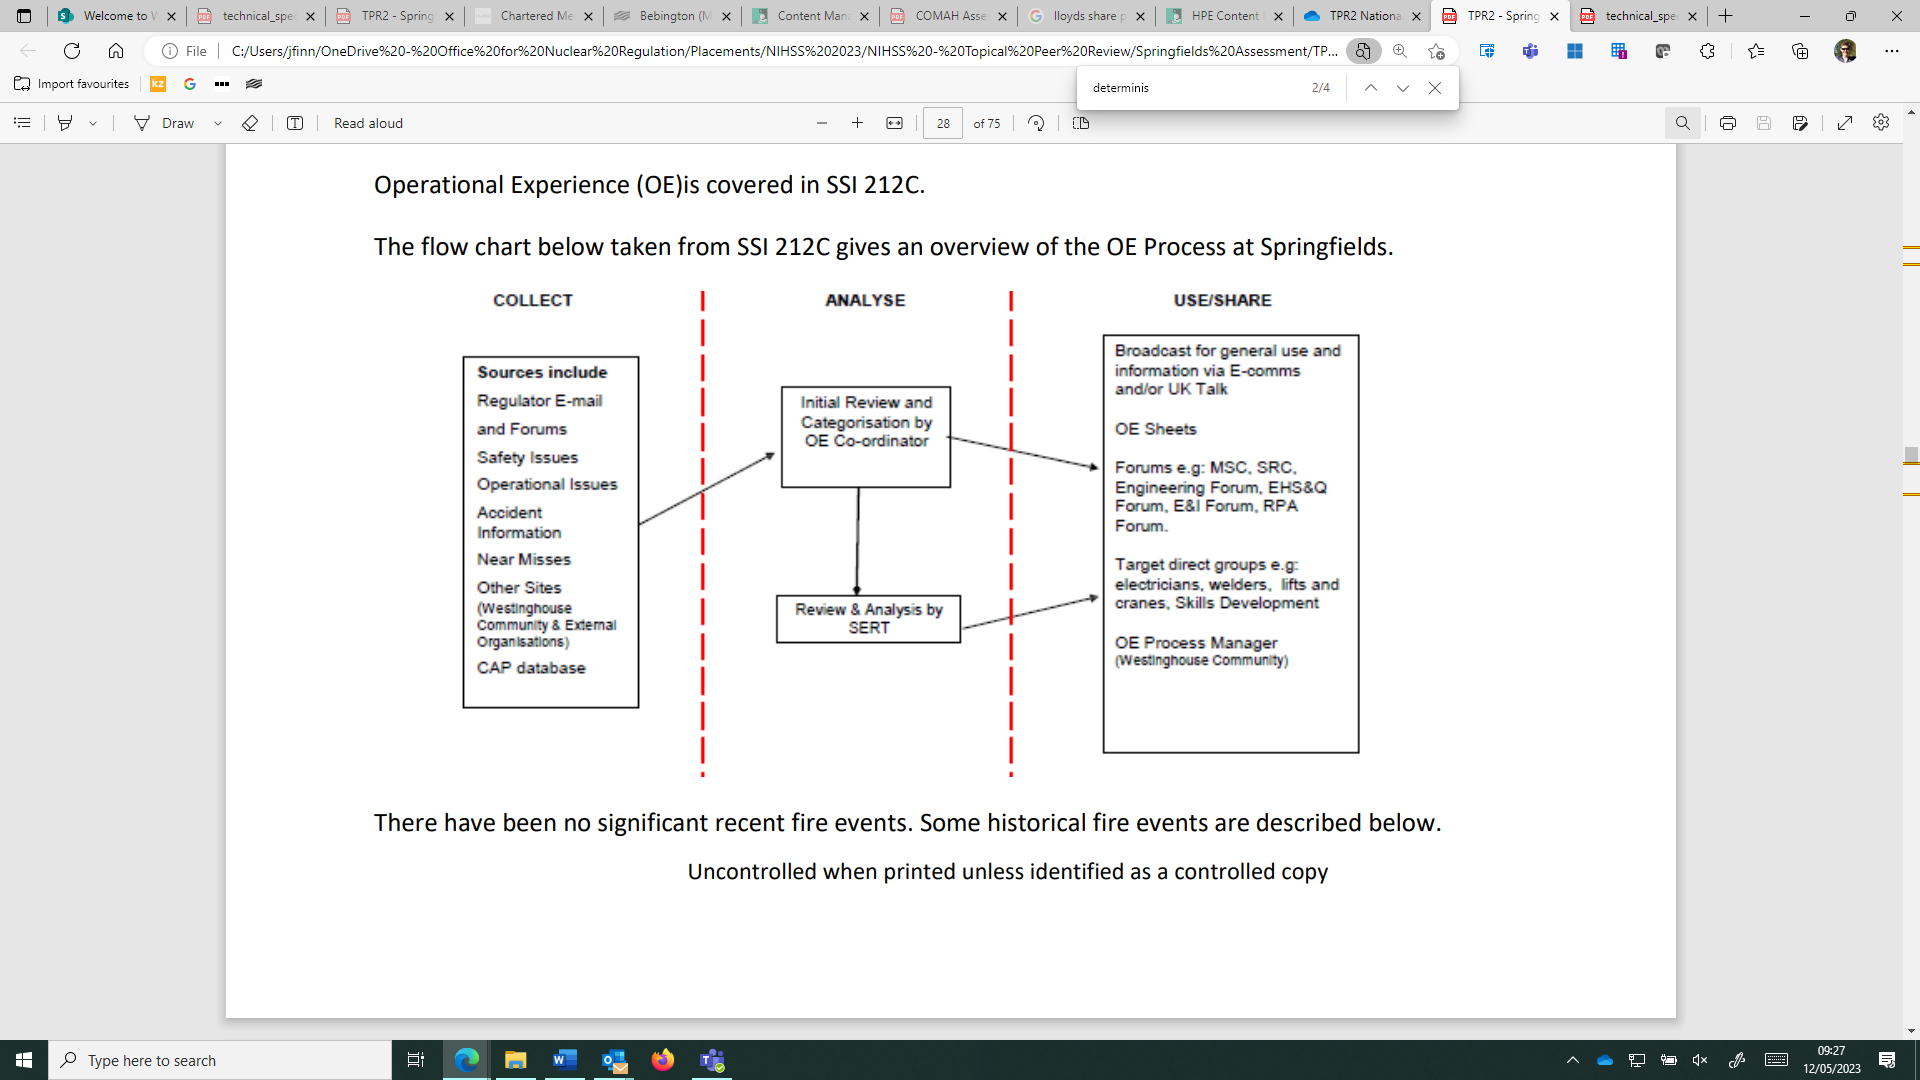 Welcome to W
technical_spe
TPR2 - Spring
Chartered Me
Bebington (M
Content Mana
COMAH Asse
lloyds share p
HPE Content
TPR2 Nationa
TPR2 - Spring
technical_spe
File
C:/Users/jfinn/OneDrive%20-%20Office%20for%20Nuclear%20Regulation/Placements/NIHSS%202023/NIHSS%20-%20Topical%20Peer%20Review/Springfields%20Assessment/TP...
Import favourites
kz
determinis
2/4
Draw
Read aloud
28
of 75
Operational Experience (OE)is covered in SSI 212C.
The flow chart below taken from SSI 212C gives an overview of the OE Process at Springfields.
COLLECT
ANALYSE
USE/SHARE
Sources include
Regulator E-mail
and Forums
Safety Issues
Operational Issues
Accident
Information
Near Misses
Other Sites
(Westinghouse
Community & External
Organisations)
CAP database
Initial Review and
Categorisation by
OE Co-ordinator
Review & Analysis by
SERT
Broadcast for general use and
information via E-comms
and/or UK Talk
OE Sheets
Forums e.g: MSC, SRC,
Engineering Forum, EHS&Q
Forum, E&I Forum, RPA
Forum.
Target direct groups e.g:
electricians, welders, lifts and
cranes, Skills Development
OE Process Manager
(Westinghouse Community)
There have been no significant recent fire events. Some historical fire events are described below.
Uncontrolled when printed unless identified as a controlled copy
Type here to search
09:27
12/05/2023